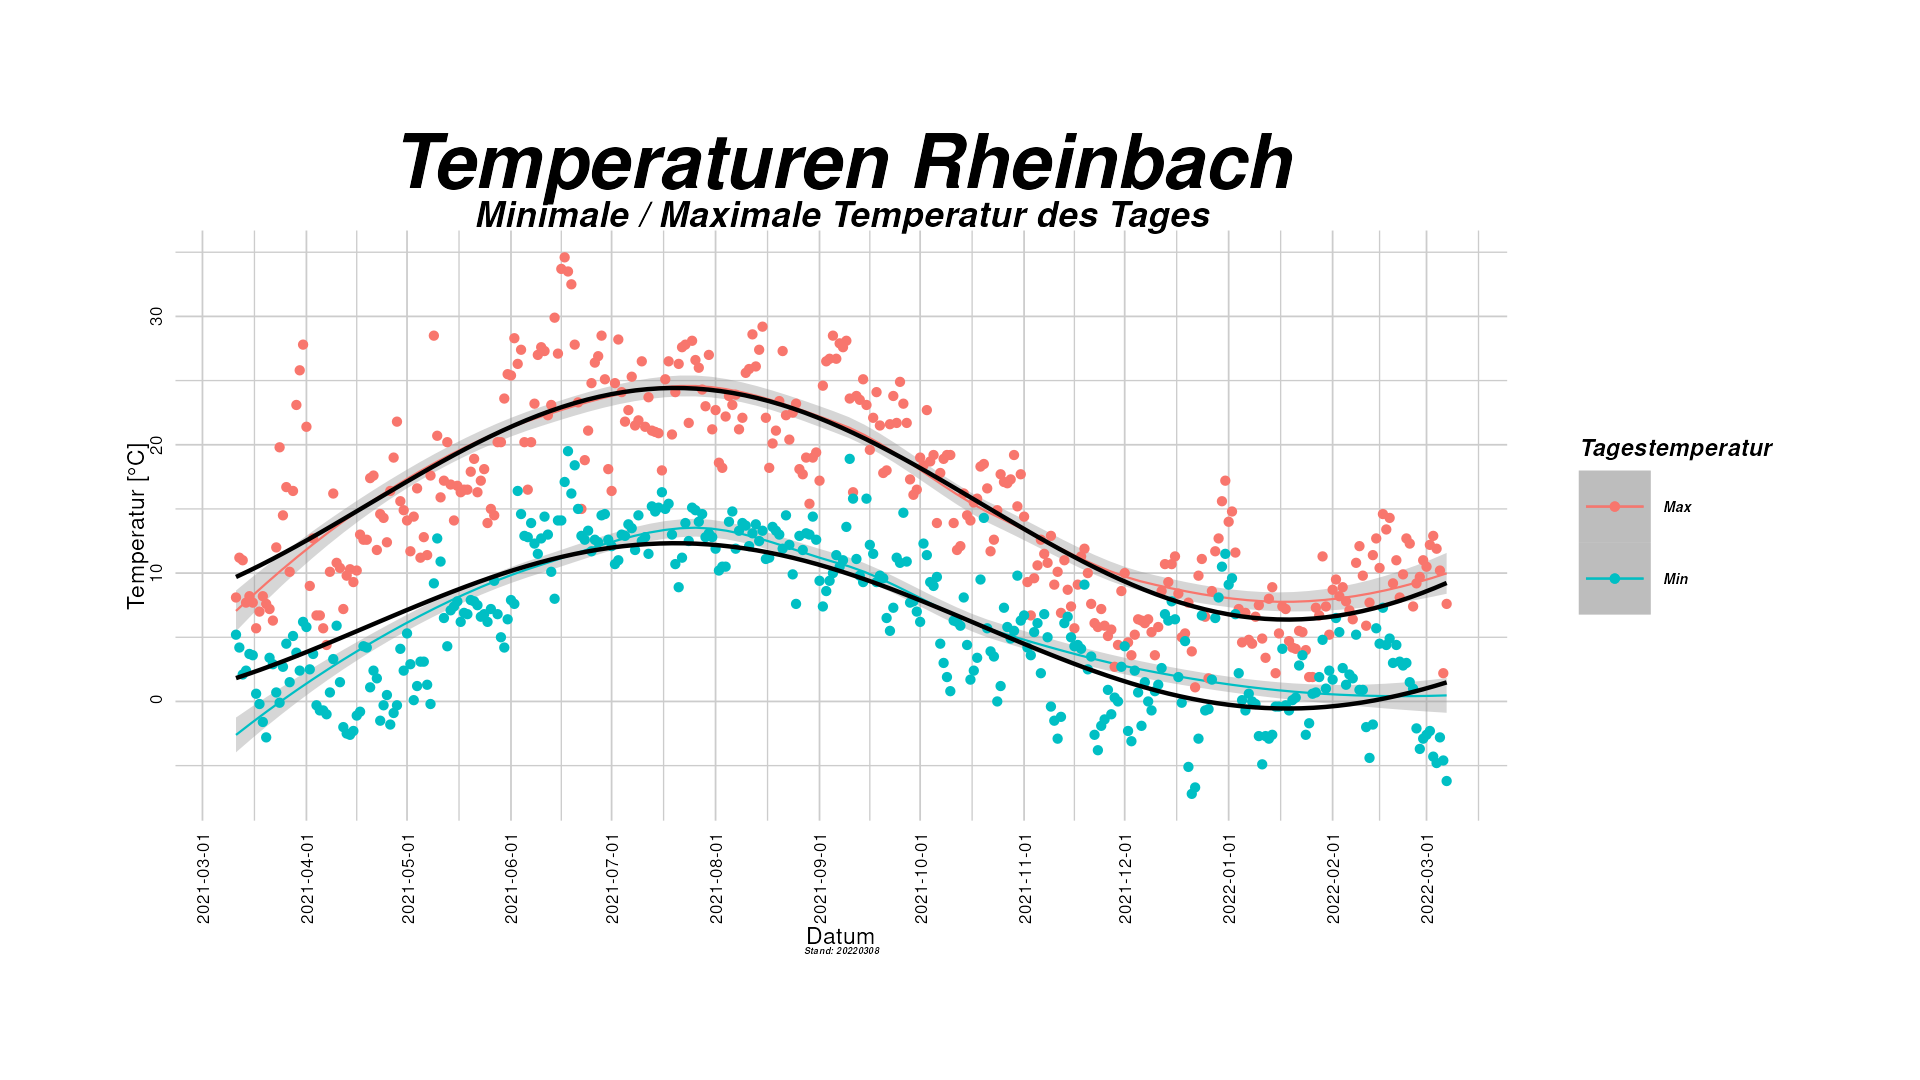 Temperaturen Rheinbach
Minimale / Maximale Temperatur des Tages
Temperatur [°C]
30
20
10
0
2021-03-01
2021-04-01
2021-05-01
2021-06-01
2021-07-01
2021-08-01
2021-09-01
2021-10-01
2021-11-01
2021-12-01
2022-01-01
2022-02-01
2022-03-01
Datum
Stand: 20220308
Tagestemperatur
Max
Min